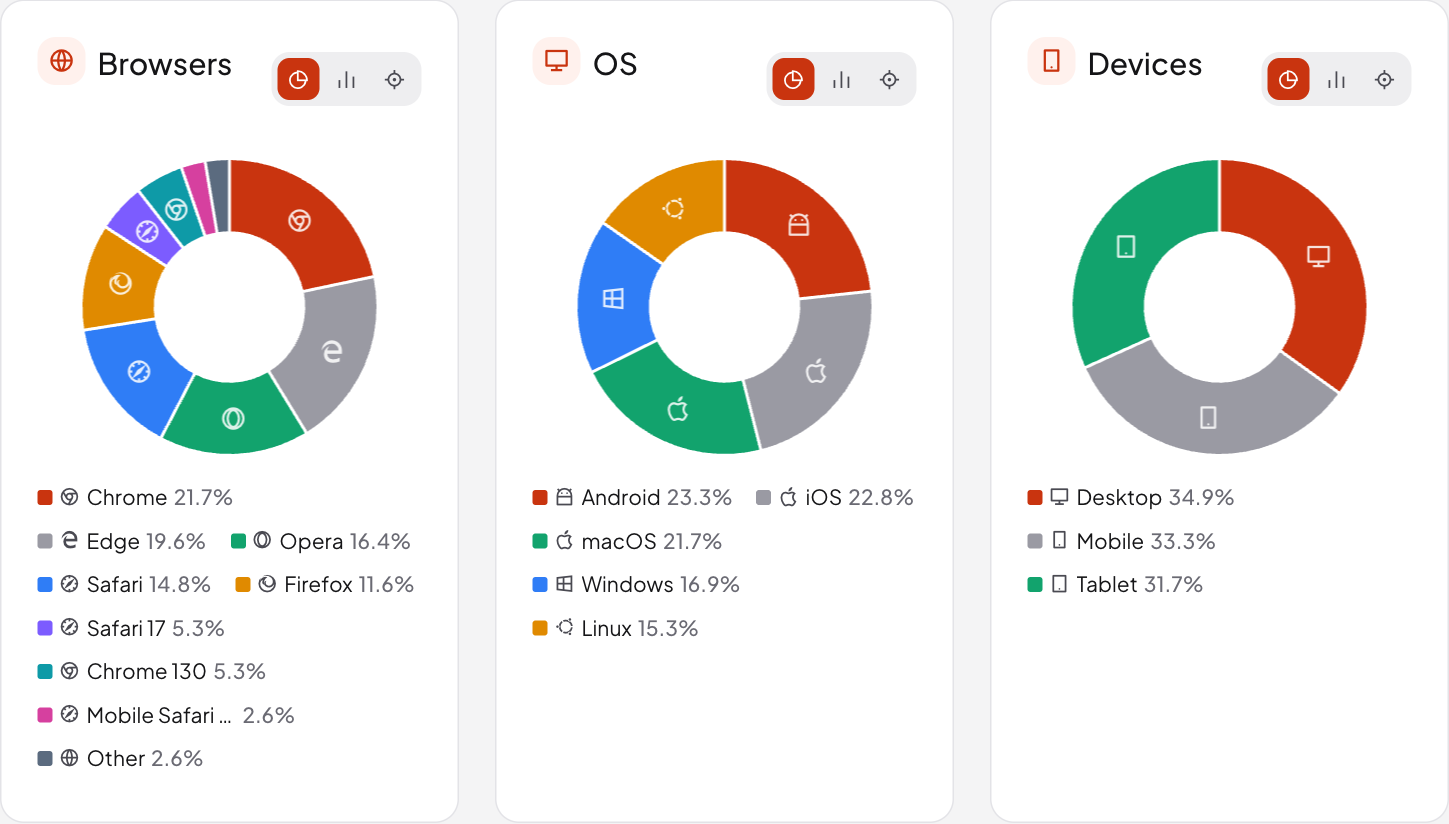 Browsers
Chrome 21.7%
Edge 19.6% Opera 16.4%
Safari 14.8% Firefox 11.6%
Safari 17 5.3%
Chrome 130 5.3%
Mobile Safari ... 2.6%
Other 2.6%
OS
Android 23.3% iOS 22.8%
macOS 21.7%
Windows 16.9%
Linux 15.3%
Devices
Desktop 34.9%
Mobile 33.3%
Tablet 31.7%